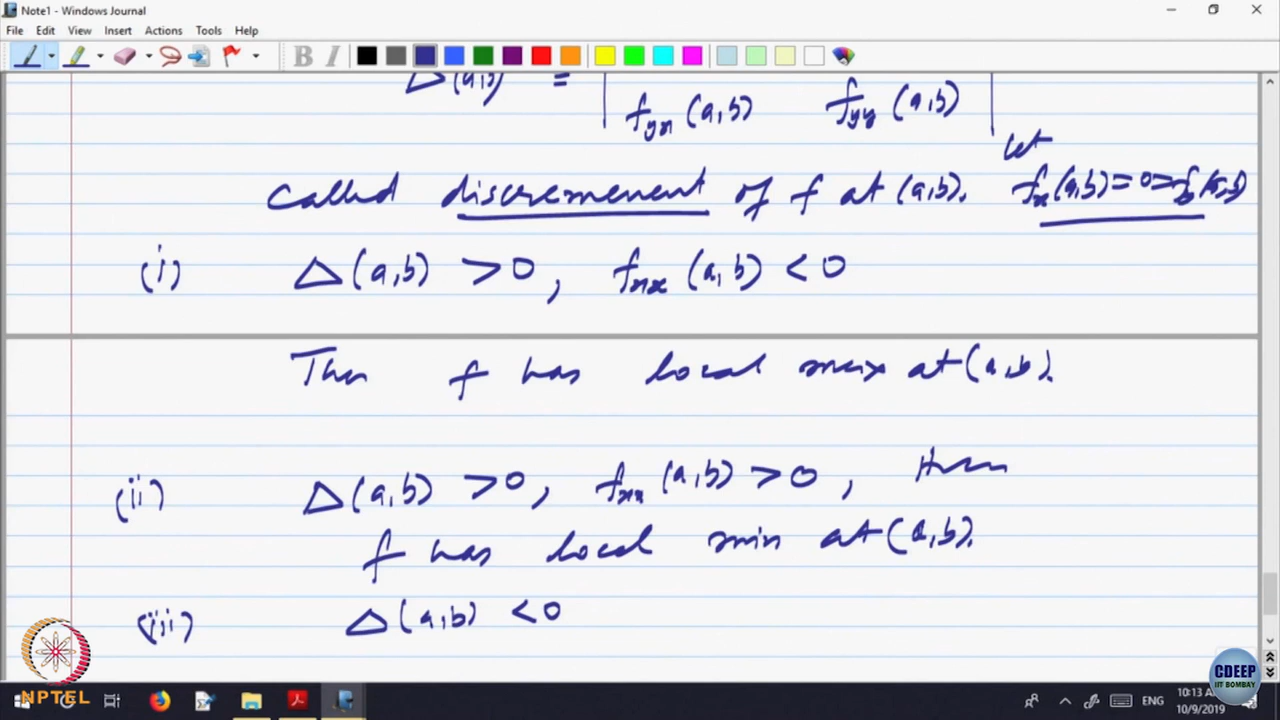 Note1 - Windows Journal
File Edit View Insert Actions Tools Help
B I
Δ(a,b) =
f_yx (a,b) f_yy (a,b)
let
called discremenent of f at (a,b). f_x(a,b)=0=f_y(a,b)
(i) Δ(a,b) >0, f_xx (a,b) <0
Then f has local max at (a,b).
(ii) Δ(a,b) >0, f_xx (a,b) >0, then
f has local min at (a,b).
(iii) Δ(a,b) <0
NPTEL
CDEEP
IIT BOMBAY
ENG
10:13 A
10/9/2019